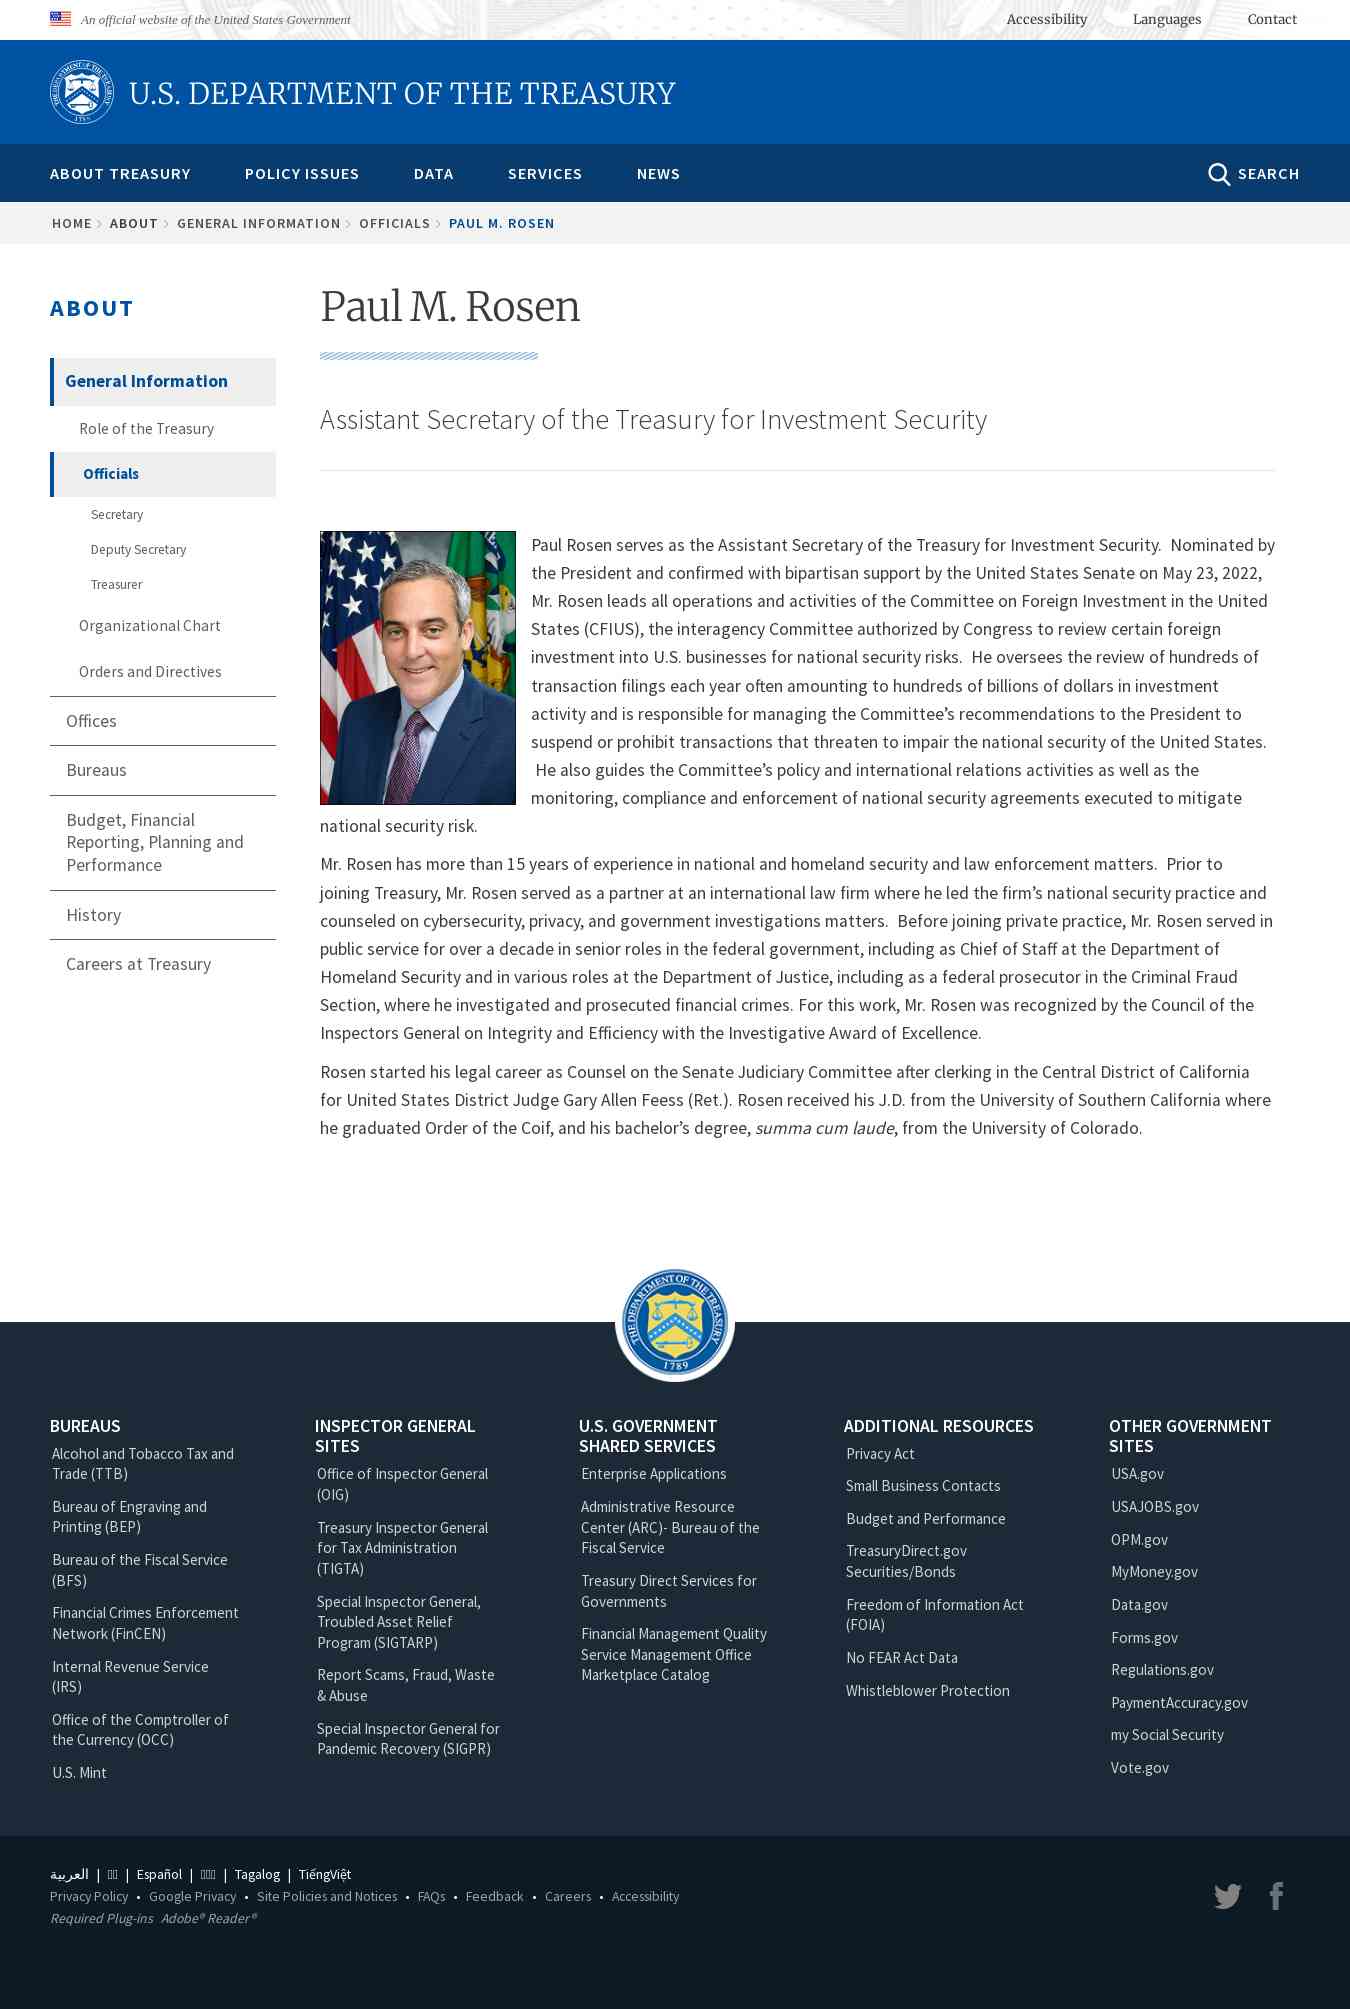 An official website of the United States Government
Accessibility Languages Contact
U.S. DEPARTMENT OF THE TREASURY
ABOUT TREASURY POLICY ISSUES DATA SERVICES NEWS SEARCH
HOME ABOUT GENERAL INFORMATION OFFICIALS PAUL M. ROSEN
ABOUT
General Information
Role of the Treasury
Officials
Secretary
Deputy Secretary
Treasurer
Organizational Chart
Orders and Directives
Offices
Bureaus
Budget, Financial
Reporting, Planning and
Performance
History
Careers at Treasury
Paul M. Rosen
Assistant Secretary of the Treasury for Investment Security
Paul Rosen serves as the Assistant Secretary of the Treasury for Investment Security.  Nominated by
the President and confirmed with bipartisan support by the United States Senate on May 23, 2022,
Mr. Rosen leads all operations and activities of the Committee on Foreign Investment in the United
States (CFIUS), the interagency Committee authorized by Congress to review certain foreign
investment into U.S. businesses for national security risks.  He oversees the review of hundreds of
transaction filings each year often amounting to hundreds of billions of dollars in investment
activity and is responsible for managing the Committee’s recommendations to the President to
suspend or prohibit transactions that threaten to impair the national security of the United States.
He also guides the Committee’s policy and international relations activities as well as the
monitoring, compliance and enforcement of national security agreements executed to mitigate
national security risk.
Mr. Rosen has more than 15 years of experience in national and homeland security and law enforcement matters.  Prior to
joining Treasury, Mr. Rosen served as a partner at an international law firm where he led the firm’s national security practice and
counseled on cybersecurity, privacy, and government investigations matters.  Before joining private practice, Mr. Rosen served in
public service for over a decade in senior roles in the federal government, including as Chief of Staff at the Department of
Homeland Security and in various roles at the Department of Justice, including as a federal prosecutor in the Criminal Fraud
Section, where he investigated and prosecuted financial crimes. For this work, Mr. Rosen was recognized by the Council of the
Inspectors General on Integrity and Efficiency with the Investigative Award of Excellence.
Rosen started his legal career as Counsel on the Senate Judiciary Committee after clerking in the Central District of California
for United States District Judge Gary Allen Feess (Ret.). Rosen received his J.D. from the University of Southern California where
he graduated Order of the Coif, and his bachelor’s degree, summa cum laude, from the University of Colorado.
THE DEPARTMENT OF THE TREASURY
1789
BUREAUS
Alcohol and Tobacco Tax and
Trade (TTB)
Bureau of Engraving and
Printing (BEP)
Bureau of the Fiscal Service
(BFS)
Financial Crimes Enforcement
Network (FinCEN)
Internal Revenue Service
(IRS)
Office of the Comptroller of
the Currency (OCC)
U.S. Mint
INSPECTOR GENERAL
SITES
Office of Inspector General
(OIG)
Treasury Inspector General
for Tax Administration
(TIGTA)
Special Inspector General,
Troubled Asset Relief
Program (SIGTARP)
Report Scams, Fraud, Waste
& Abuse
Special Inspector General for
Pandemic Recovery (SIGPR)
U.S. GOVERNMENT
SHARED SERVICES
Enterprise Applications
Administrative Resource
Center (ARC)- Bureau of the
Fiscal Service
Treasury Direct Services for
Governments
Financial Management Quality
Service Management Office
Marketplace Catalog
ADDITIONAL RESOURCES
Privacy Act
Small Business Contacts
Budget and Performance
TreasuryDirect.gov
Securities/Bonds
Freedom of Information Act
(FOIA)
No FEAR Act Data
Whistleblower Protection
OTHER GOVERNMENT
SITES
USA.gov
USAJOBS.gov
OPM.gov
MyMoney.gov
Data.gov
Forms.gov
Regulations.gov
PaymentAccuracy.gov
my Social Security
Vote.gov
العربية | | Español | | Tagalog | TiếngViệt
Privacy Policy • Google Privacy • Site Policies and Notices • FAQs • Feedback • Careers • Accessibility
Required Plug-ins Adobe® Reader®